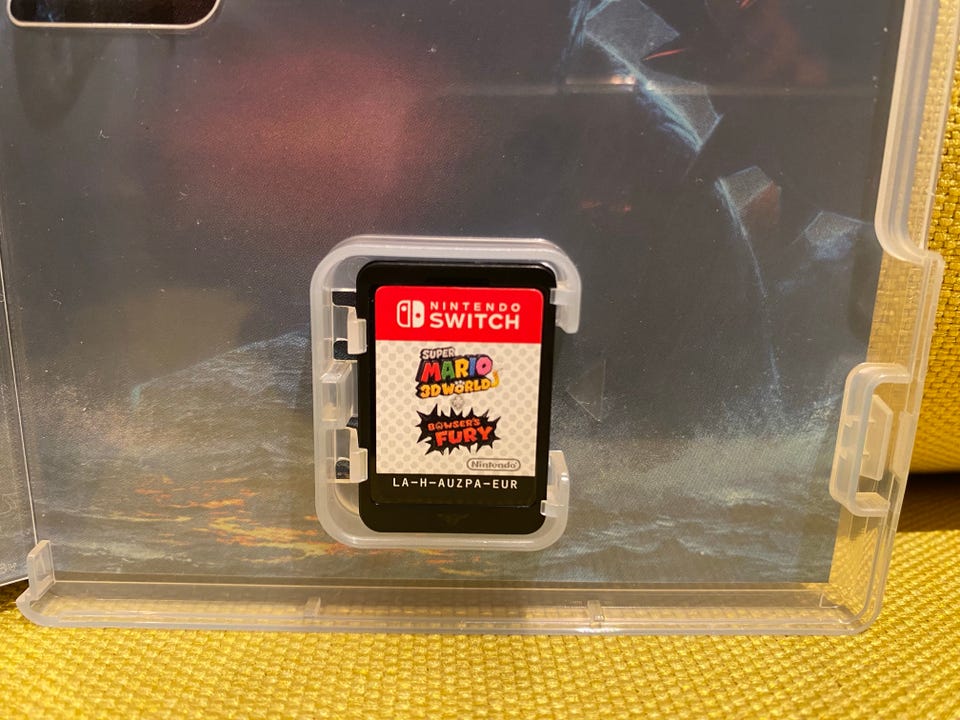 NINTENDO
SWITCH
SUPER
MARIO
3D WORLD
BOWSER'S
FURY
Nintendo
LA-H-AUZPA-EUR